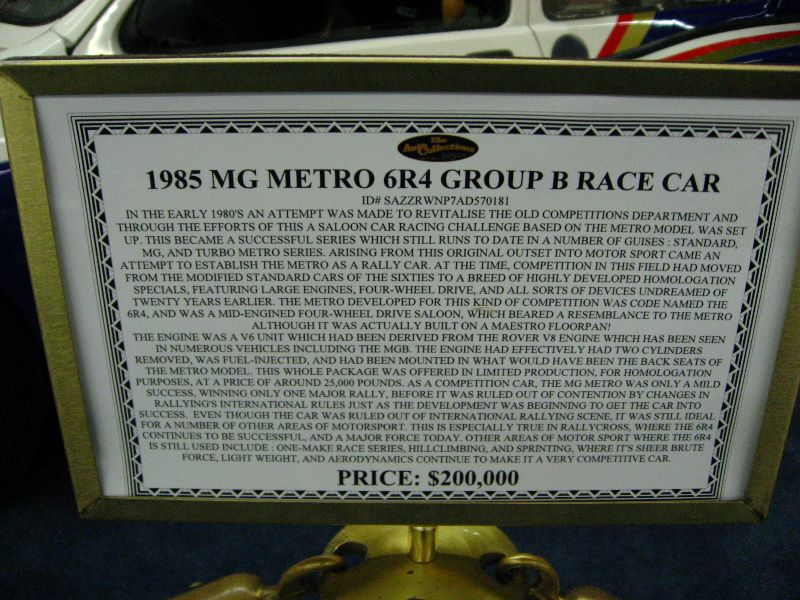 The
Auto Collections
1985 MG METRO 6R4 GROUP B RACE CAR
ID# SAZZRWNP7AD570181
IN THE EARLY 1980'S AN ATTEMPT WAS MADE TO REVITALISE THE OLD COMPETITIONS DEPARTMENT AND
THROUGH THE EFFORTS OF THIS A SALOON CAR RACING CHALLENGE BASED ON THE METRO MODEL WAS SET
UP. THIS BECAME A SUCCESSFUL SERIES WHICH STILL RUNS TO DATE IN A NUMBER OF GUISES : STANDARD,
MG, AND TURBO METRO SERIES. ARISING FROM THIS ORIGINAL OUTSET INTO MOTOR SPORT CAME AN
ATTEMPT TO ESTABLISH THE METRO AS A RALLY CAR. AT THE TIME, COMPETITION IN THIS FIELD HAD MOVED
FROM THE MODIFIED STANDARD CARS OF THE SIXTIES TO A BREED OF HIGHLY DEVELOPED HOMOLOGATION
SPECIALS, FEATURING LARGE ENGINES, FOUR-WHEEL DRIVE, AND ALL SORTS OF DEVICES UNDREAMED OF
TWENTY YEARS EARLIER. THE METRO DEVELOPED FOR THIS KIND OF COMPETITION WAS CODE NAMED THE
6R4, AND WAS A MID-ENGINED FOUR-WHEEL DRIVE SALOON, WHICH BEARED A RESEMBLANCE TO THE METRO
ALTHOUGH IT WAS ACTUALLY BUILT ON A MAESTRO FLOORPAN!
THE ENGINE WAS A V6 UNIT WHICH HAD BEEN DERIVED FROM THE ROVER V8 ENGINE WHICH HAS BEEN SEEN
IN NUMEROUS VEHICLES INCLUDING THE MGB. THE ENGINE HAD EFFECTIVELY HAD TWO CYLINDERS
REMOVED, WAS FUEL-INJECTED, AND HAD BEEN MOUNTED IN WHAT WOULD HAVE BEEN THE BACK SEATS OF
THE METRO MODEL. THIS WHOLE PACKAGE WAS OFFERED IN LIMITED PRODUCTION, FOR HOMOLOGATION
PURPOSES, AT A PRICE OF AROUND 25,000 POUNDS. AS A COMPETITION CAR, THE MG METRO WAS ONLY A MILD
SUCCESS, WINNING ONLY ONE MAJOR RALLY, BEFORE IT WAS RULED OUT OF CONTENTION BY CHANGES IN
RALLYING'S INTERNATIONAL RULES JUST AS THE DEVELOPMENT WAS BEGINNING TO GET THE CAR INTO
SUCCESS. EVEN THOUGH THE CAR WAS RULED OUT OF INTERNATIONAL RALLYING SCENE, IT WAS STILL IDEAL
FOR A NUMBER OF OTHER AREAS OF MOTORSPORT. THIS IS ESPECIALLY TRUE IN RALLYCROSS, WHERE THE 6R4
CONTINUES TO BE SUCCESSFUL, AND A MAJOR FORCE TODAY. OTHER AREAS OF MOTOR SPORT WHERE THE 6R4
IS STILL USED INCLUDE : ONE-MAKE RACE SERIES, HILLCLIMBING, AND SPRINTING, WHERE IT'S SHEER BRUTE
FORCE, LIGHT WEIGHT, AND AERODYNAMICS CONTINUE TO MAKE IT A VERY COMPETITIVE CAR.
PRICE: $200,000